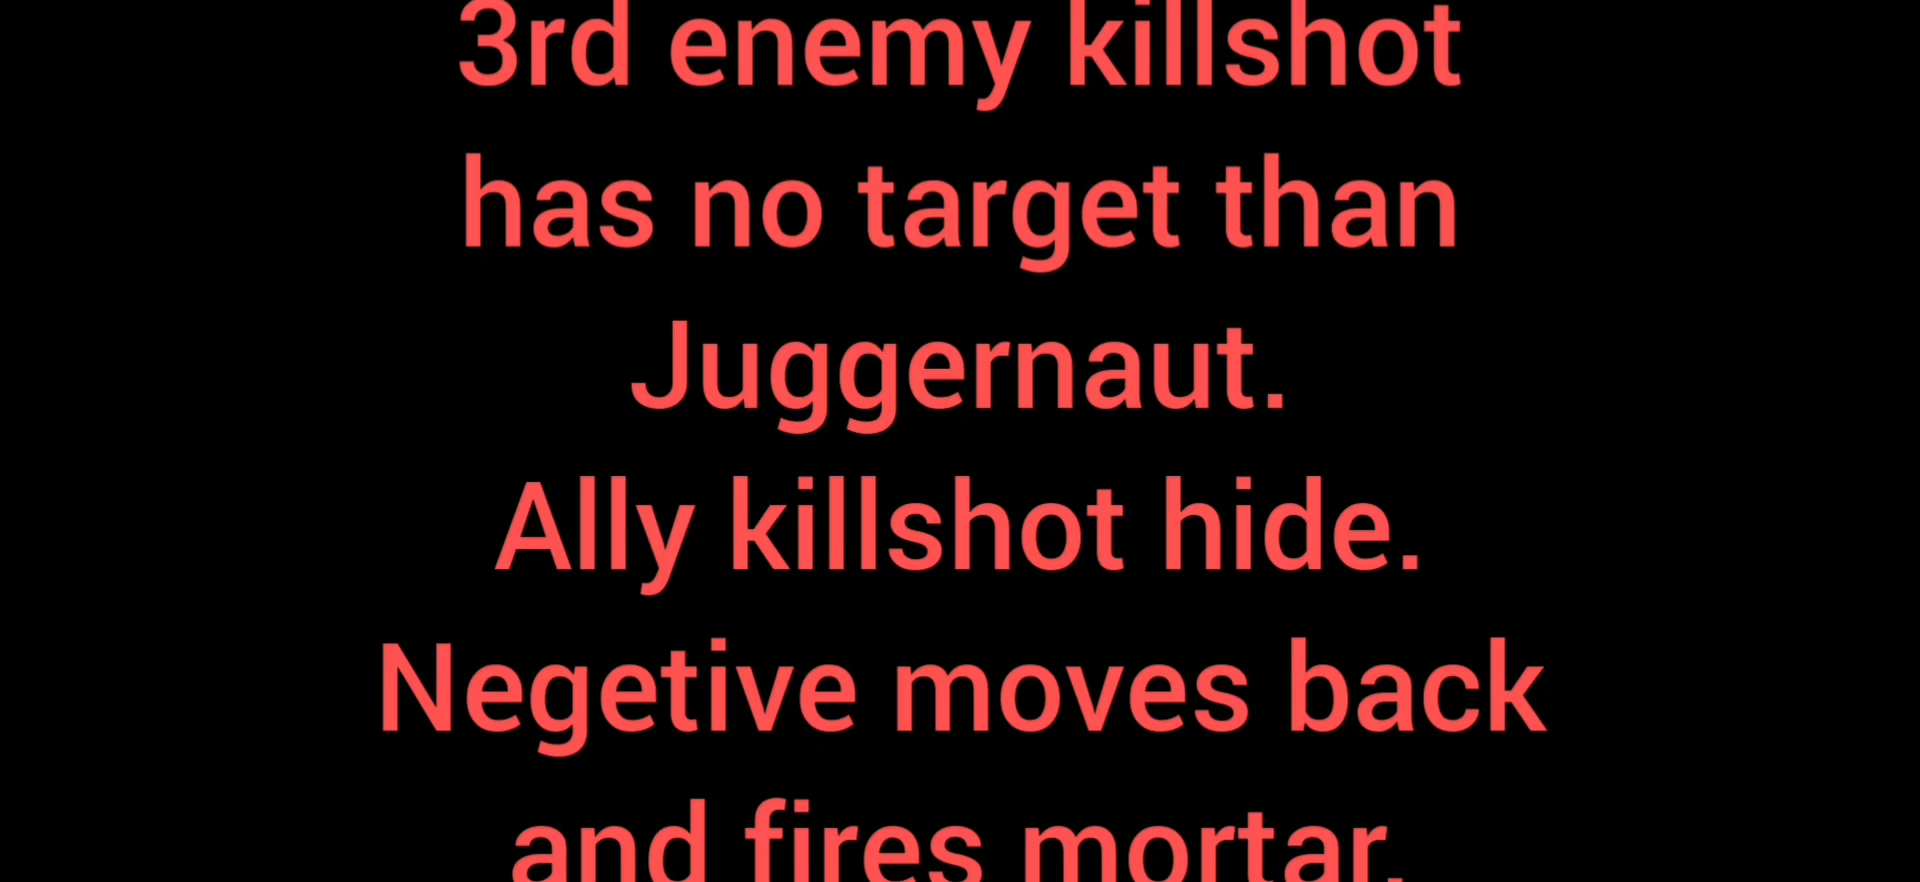 3rd enemy killshot
has no target than
Juggernaut.
Ally killshot hide.
Negetive moves back
and fires mortar.